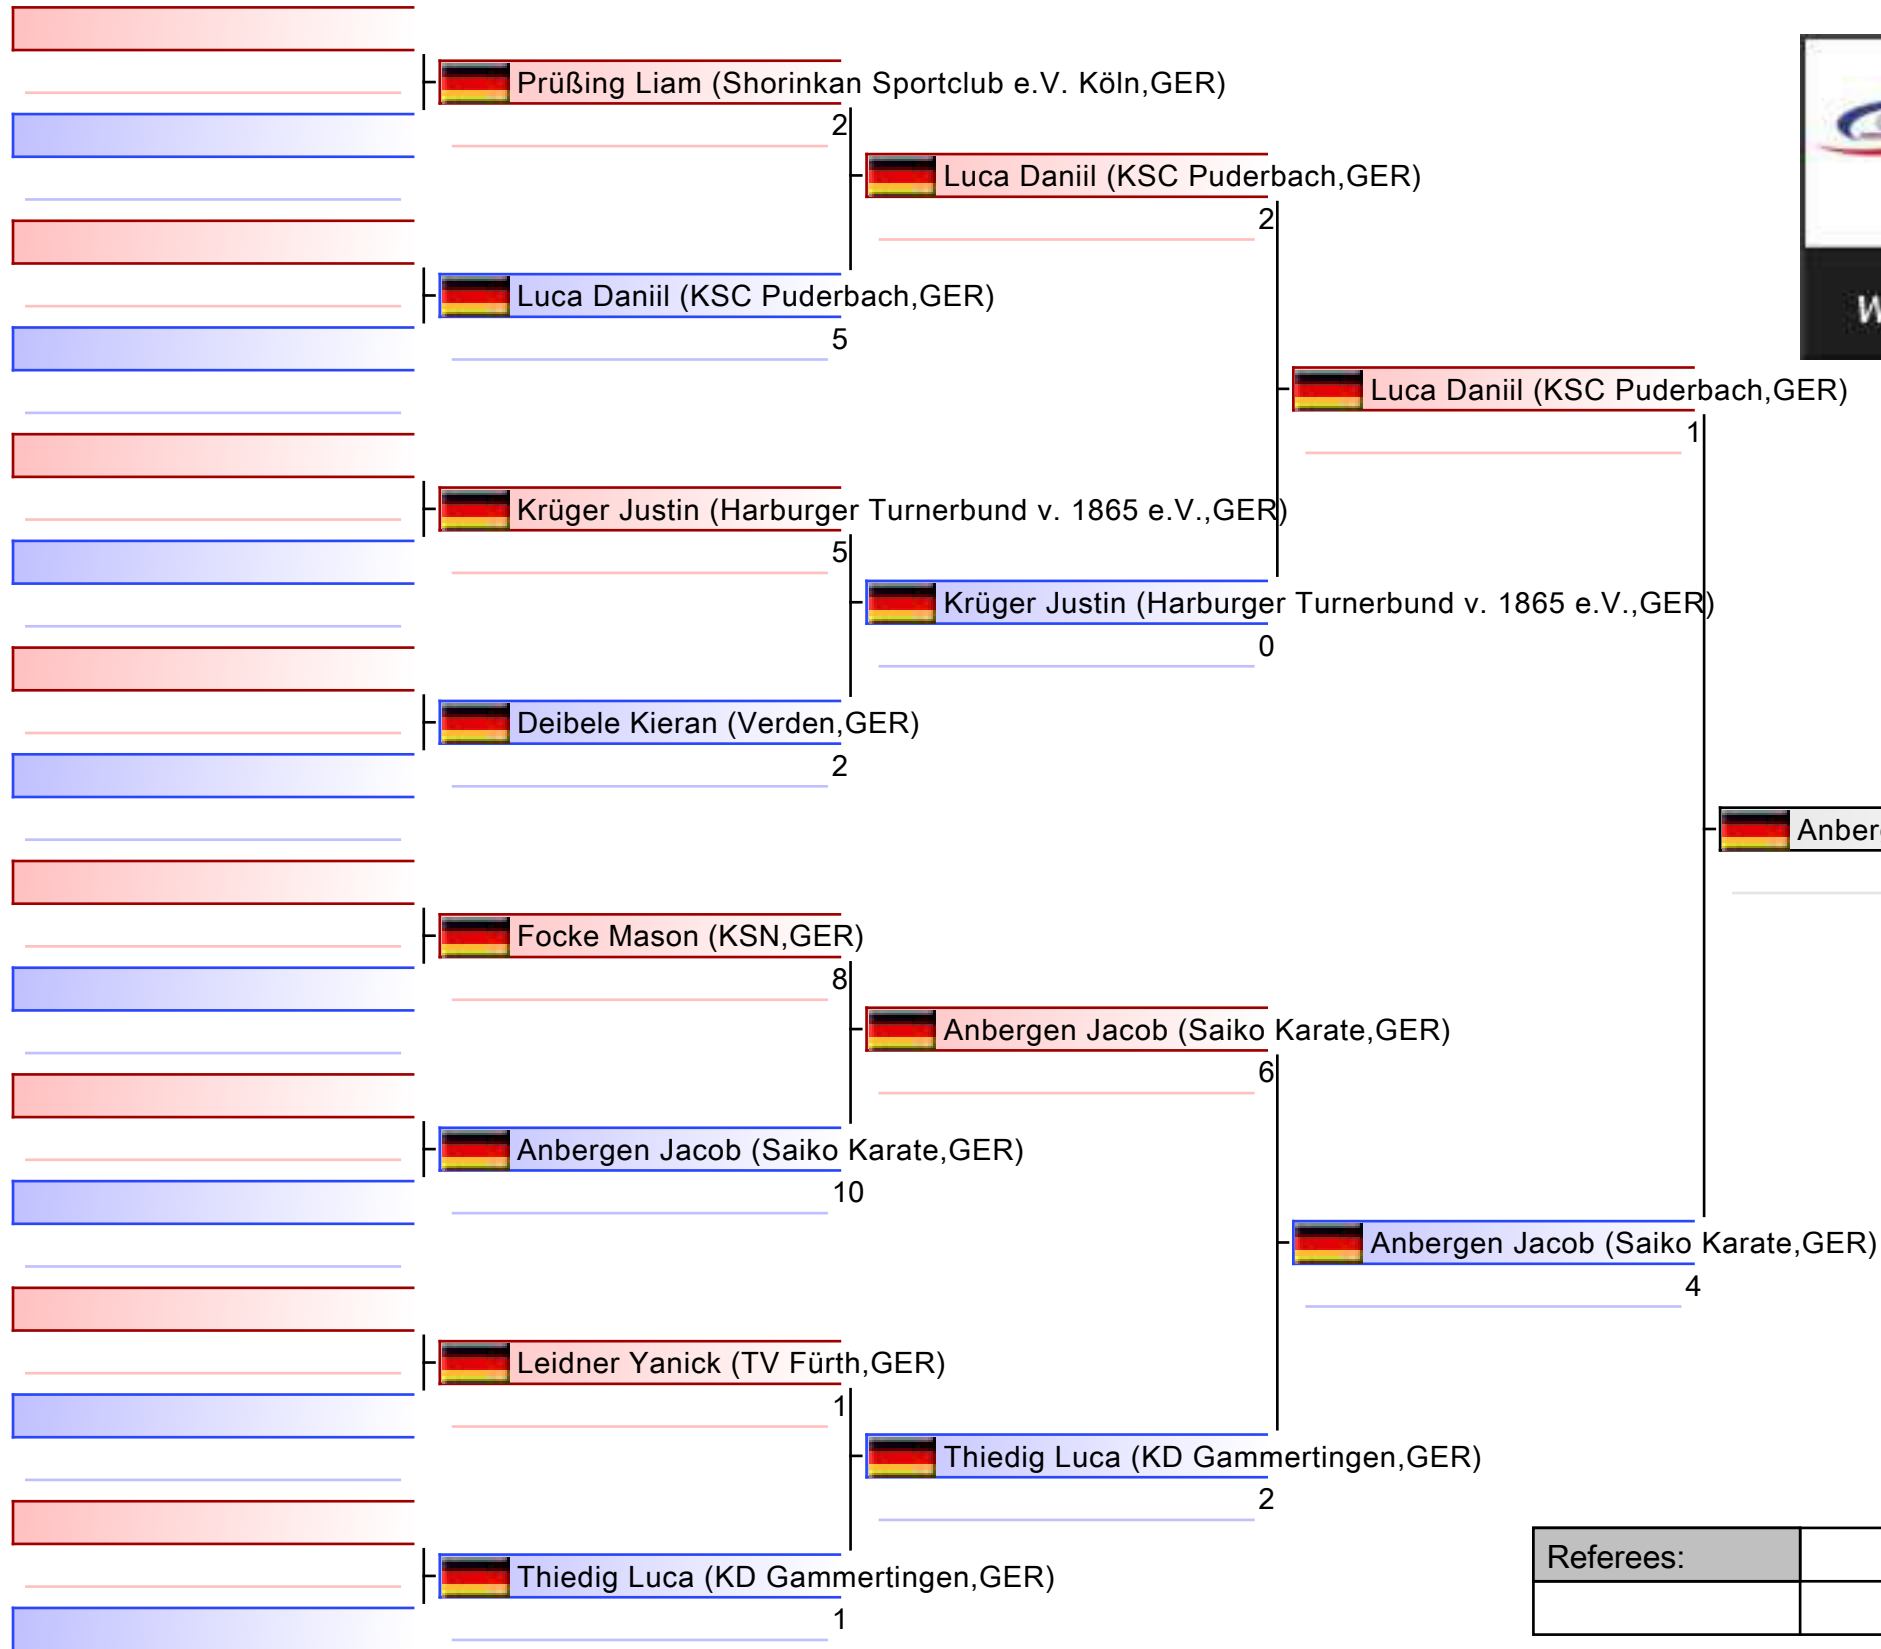 Prüßing Liam (Shorinkan Sportclub e.V. Köln,GER)
2
Luca Daniil (KSC Puderbach,GER)
2
Luca Daniil (KSC Puderbach,GER)
5
Luca Daniil (KSC Puderbach,GER)
1
Krüger Justin (Harburger Turnerbund v. 1865 e.V.,GER)
5
Krüger Justin (Harburger Turnerbund v. 1865 e.V.,GER)
0
Deibele Kieran (Verden,GER)
2
Focke Mason (KSN,GER)
8
Anbergen Jacob (Saiko Karate,GER)
6
Anbergen Jacob (Saiko Karate,GER)
10
Anbergen Jacob (Saiko Karate,GER)
4
Leidner Yanick (TV Fürth,GER)
1
Thiedig Luca (KD Gammertingen,GER)
2
Thiedig Luca (KD Gammertingen,GER)
1
Referees: